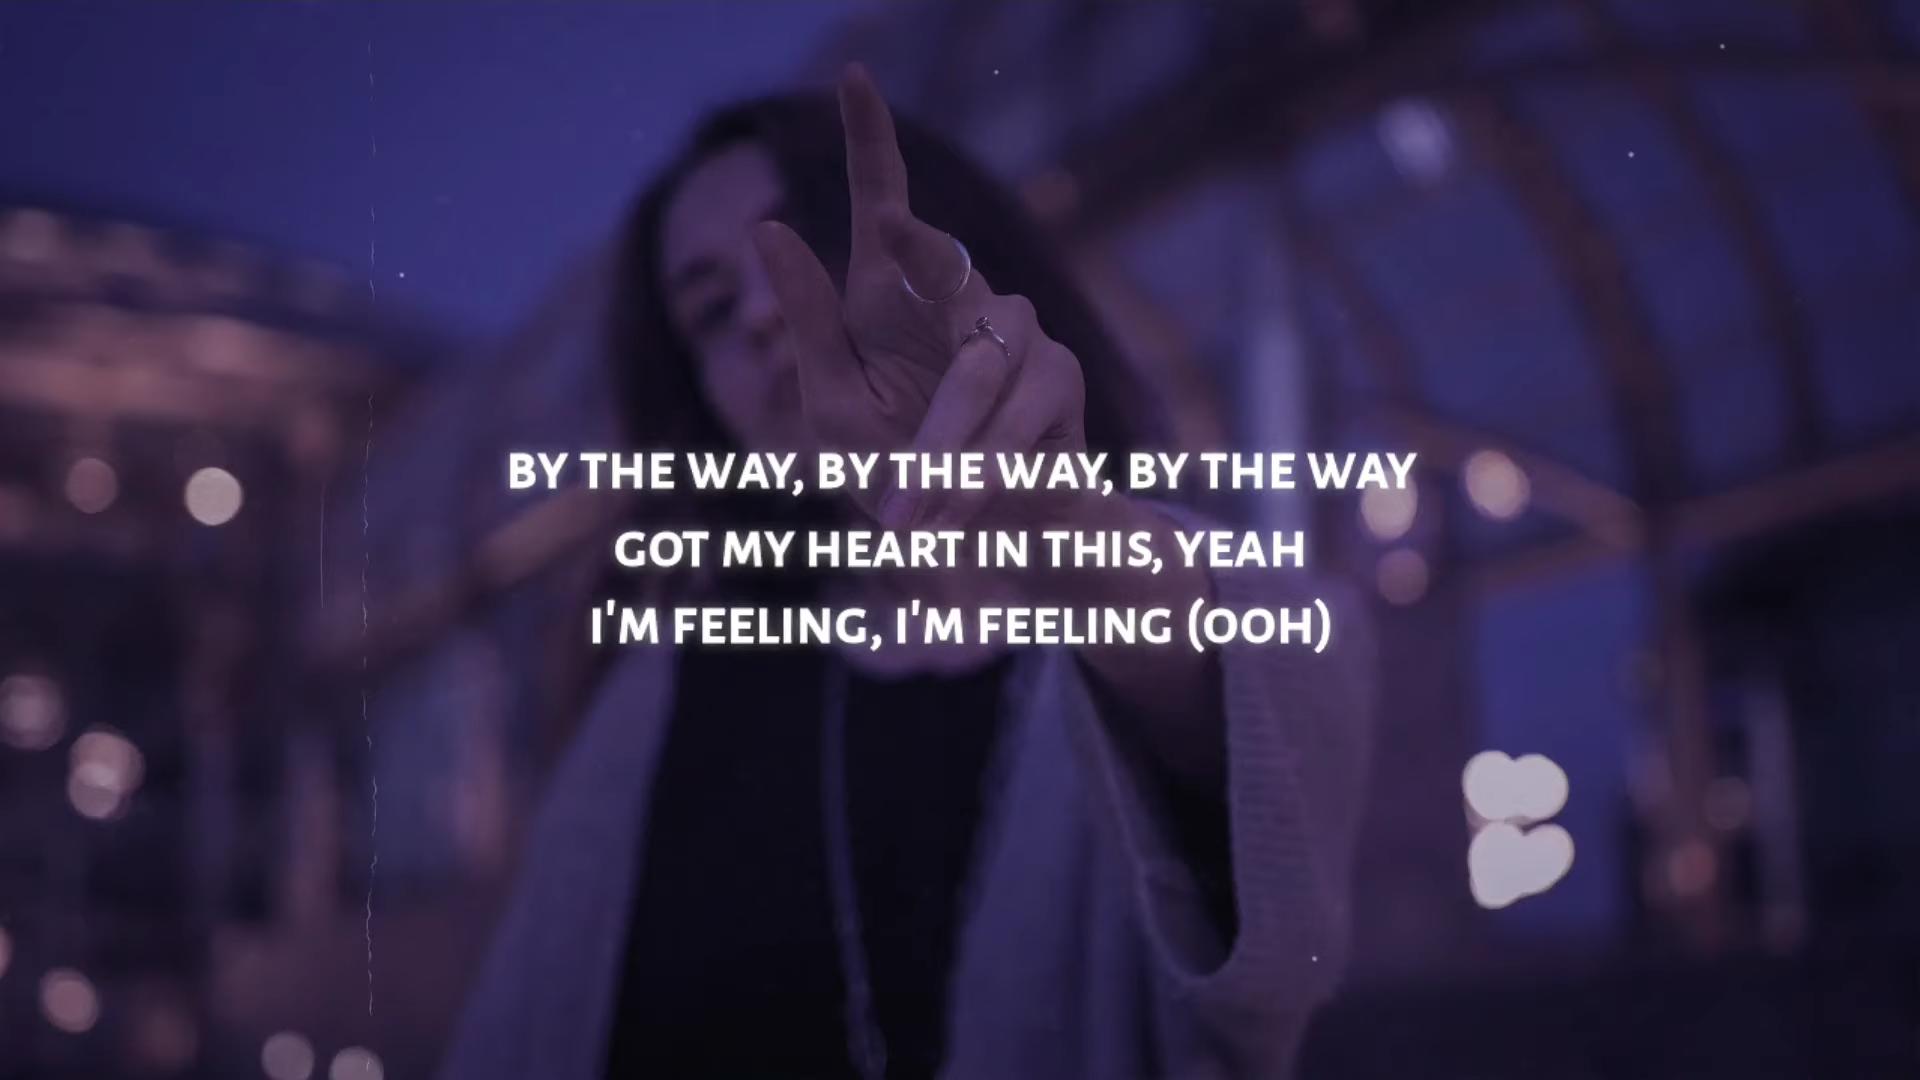 BY THE WAY, BY THE WAY, BY THE WAY
GOT MY HEART IN THIS, YEAH
I'M FEELING, I'M FEELING (OOH)